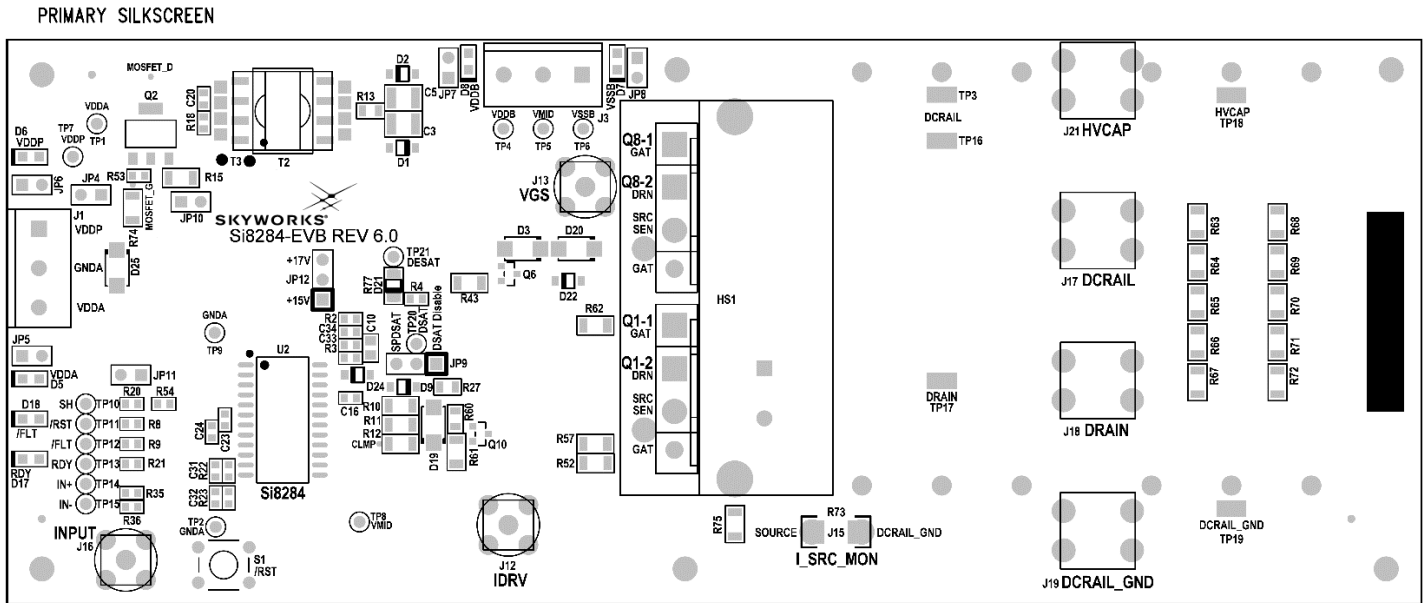 PRIMARY SILKSCREEN
MOSFET_D
Q2
VDDA
TP1
TP7
VDDP
D6
VDDP
JP6
JP4
R53
R15
MOSFET_G
JP10
R74
D25
J1
VDDP
GNDA
VDDA
C20
R18
T3
T2
R13
D2
C5
C3
D1
JP7
D8
VDDB
J3
VSSB
D7
JP8
VDDB
TP4
VMID
TP5
VSSB
TP6
J13
VGS
SKYWORKS®
Si8284-EVB REV 6.0
+17V
JP12
+15V
TP21
DESAT
R77
D21
R4
R43
D3
D20
Q6
D22
R62
SPDSAT
TP20
DSAT
DSAT Disable
JP9
R2
C34
C33
R3
C10
D24
D9
R27
C16
R10
R11
R12
CLMP
D19
R60
R61
Q10
R57
R52
GNDA
TP9
U2
Si8284
C24
C23
C31
R22
C32
R23
JP5
VDDA
D5
JP11
R20
R54
D18
/FLT
RDY
D17
SH
TP10
/RST
TP11
R8
/FLT
TP12
R9
RDY
TP13
R21
IN+
TP14
IN-
TP15
R35
R36
INPUT
J16
TP2
GNDA
S1
/RST
TP8
VMID
J12
IDRV
Q8-1
GAT
Q8-2
DRN
SRC
SEN
GAT
Q1-1
GAT
Q1-2
DRN
SRC
SEN
GAT
HS1
R75
SOURCE
R73
J15
DCRAIL_GND
I_SRC_MON
TP3
DCRAIL
TP16
DRAIN
TP17
J21 HVCAP
J17 DCRAIL
J18 DRAIN
J19 DCRAIL_GND
HVCAP
TP18
R63
R64
R65
R66
R67
R68
R69
R70
R71
R72
DCRAIL_GND
TP19